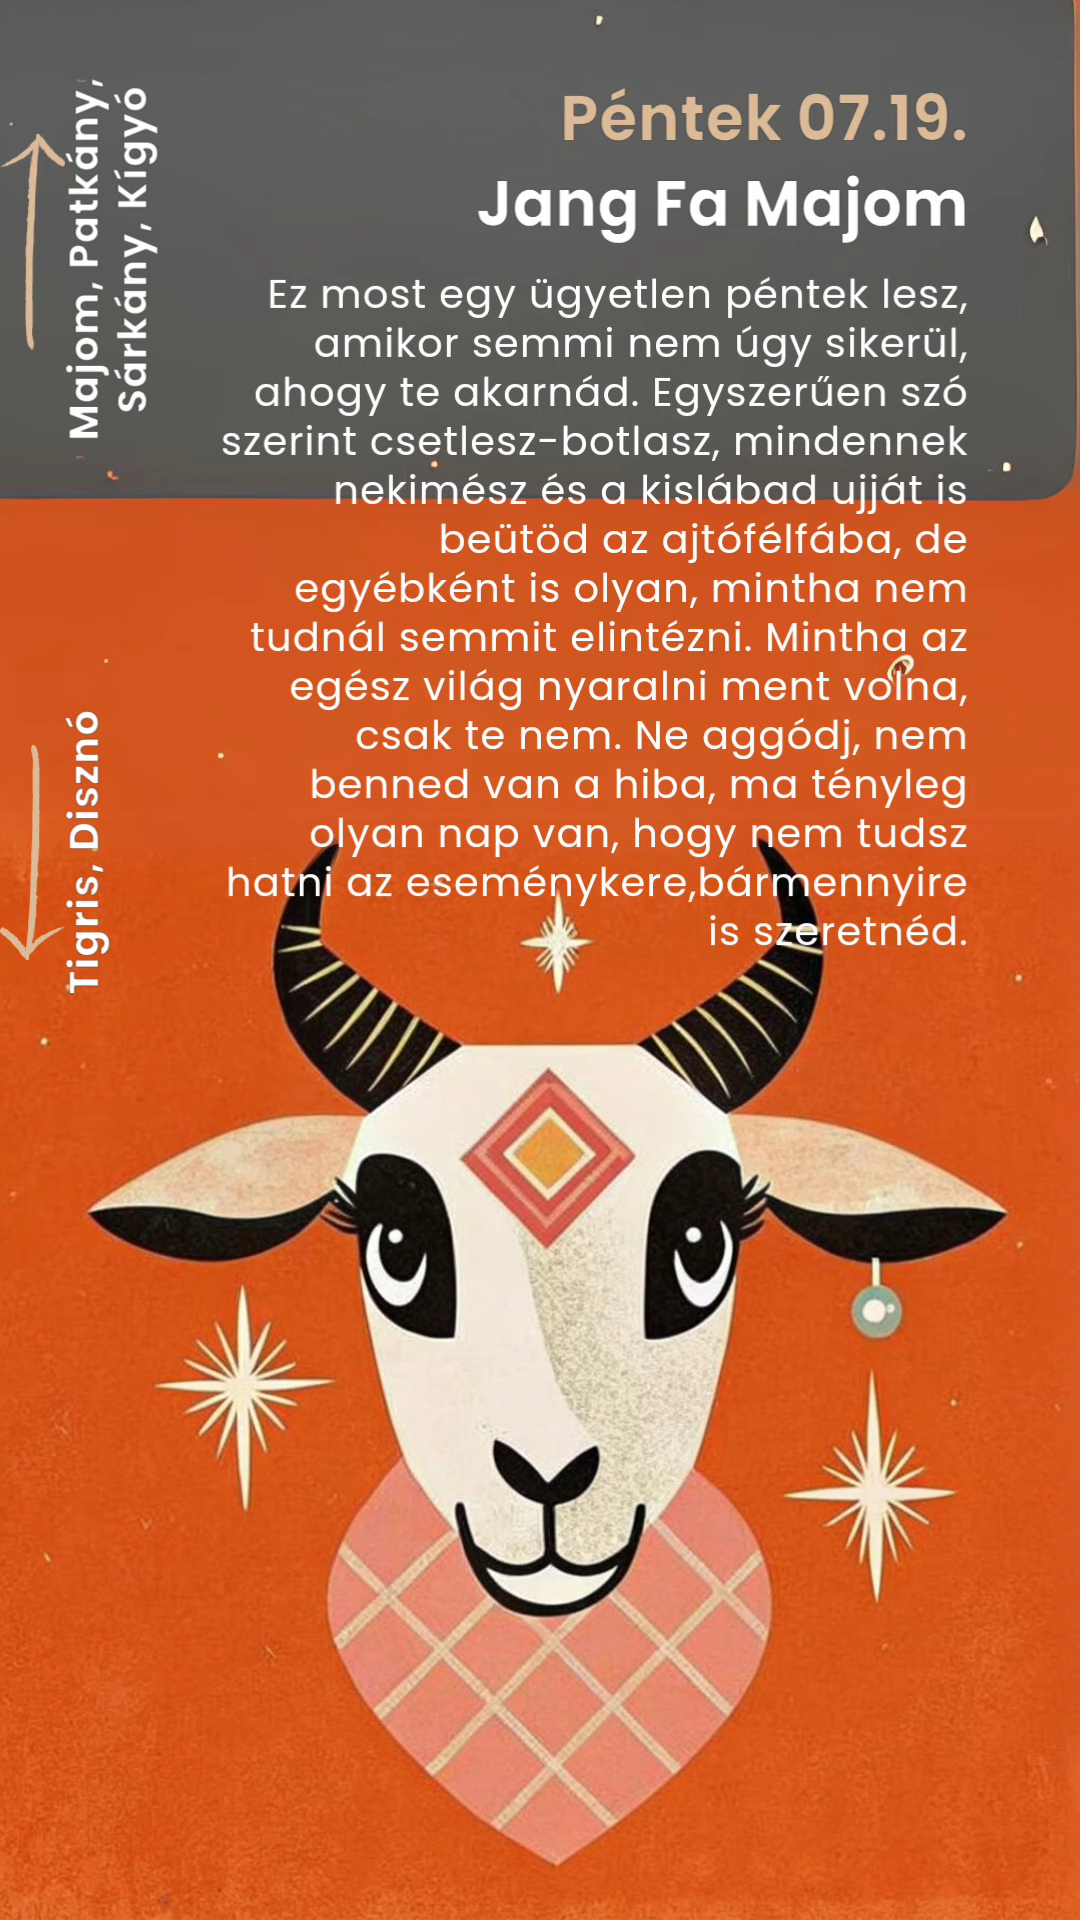 Péntek 07.19.
Jang Fa Majom
Ez most egy ügyetlen péntek lesz,
amikor semmi nem úgy sikerül,
ahogy te akarnád. Egyszerűen szó
szerint csetlesz-botlasz, mindennek
nekimész és a kislábad ujját is
beütöd az ajtófélfába, de
egyébként is olyan, mintha nem
tudnál semmit elintézni. Mintha az
egész világ nyaralni ment volna,
csak te nem. Ne aggódj, nem
benned van a hiba, ma tényleg
olyan nap van, hogy nem tudsz
hatni az eseménykere,bármennyire
is szeretnéd.
Majom, Patkány,
Sárkány, Kígyó
Tigris, Disznó